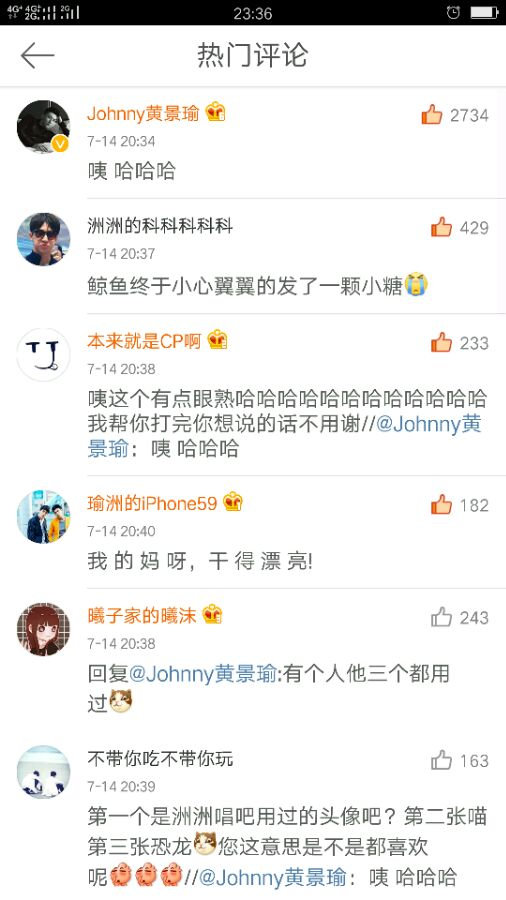 4G+ 4G+ 2G 2G 23:36
热门评论
Johnny黄景瑜 2734
7-14 20:34
咦 哈哈哈
洲洲的科科科科科 429
7-14 20:37
鲸鱼终于小心翼翼的发了一颗小糖
本来就是CP啊 233
7-14 20:38
咦这个有点眼熟哈哈哈哈哈哈哈哈哈哈哈哈
我帮你打完你想说的话不用谢//@Johnny黄
景瑜：咦 哈哈哈
瑜洲的iPhone59 182
7-14 20:40
我 的 妈 呀，干 得 漂 亮!
曦子家的曦沫 243
7-14 20:38
回复@Johnny黄景瑜:有个人他三个都用
过
不带你吃不带你玩 163
7-14 20:39
第一个是洲洲唱吧用过的头像吧？第二张喵
第三张恐龙您这意思是不是都喜欢
呢//@Johnny黄景瑜：咦 哈哈哈